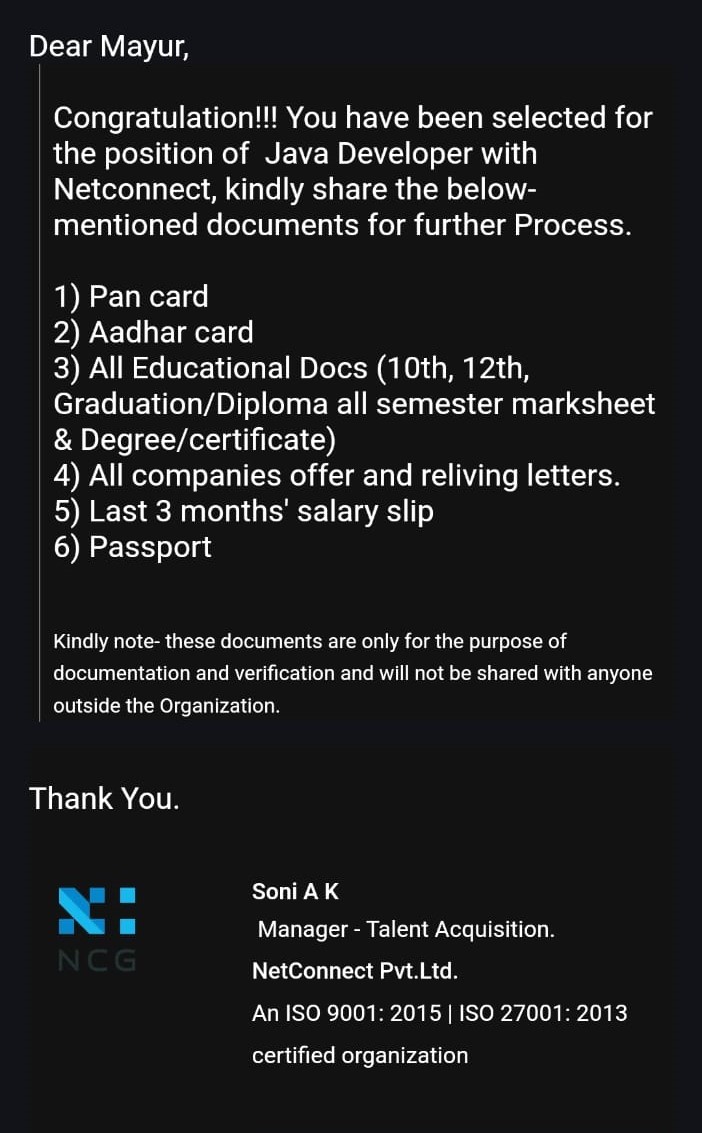 Dear Mayur,
Congratulation!!! You have been selected for
the position of  Java Developer with
Netconnect, kindly share the below-
mentioned documents for further Process.
1) Pan card
2) Aadhar card
3) All Educational Docs (10th, 12th,
Graduation/Diploma all semester marksheet
& Degree/certificate)
4) All companies offer and reliving letters.
5) Last 3 months' salary slip
6) Passport
Kindly note- these documents are only for the purpose of
documentation and verification and will not be shared with anyone
outside the Organization.
Thank You.
NCG
Soni A K
Manager - Talent Acquisition.
NetConnect Pvt.Ltd.
An ISO 9001: 2015 | ISO 27001: 2013
certified organization